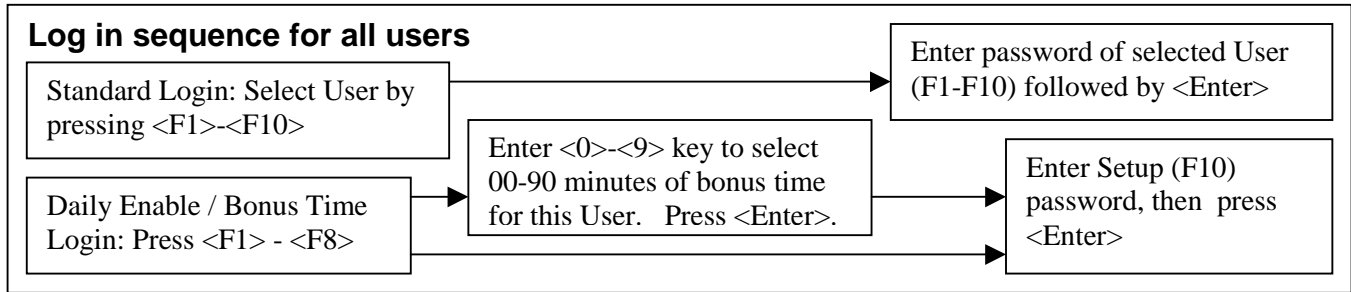 Log in sequence for all users
Standard Login: Select User by
pressing <F1>-<F10>
Enter password of selected User
(F1-F10) followed by <Enter>
Daily Enable / Bonus Time
Login: Press <F1> - <F8>
Enter <0>-<9> key to select
00-90 minutes of bonus time
for this User. Press <Enter>.
Enter Setup (F10)
password, then press
<Enter>